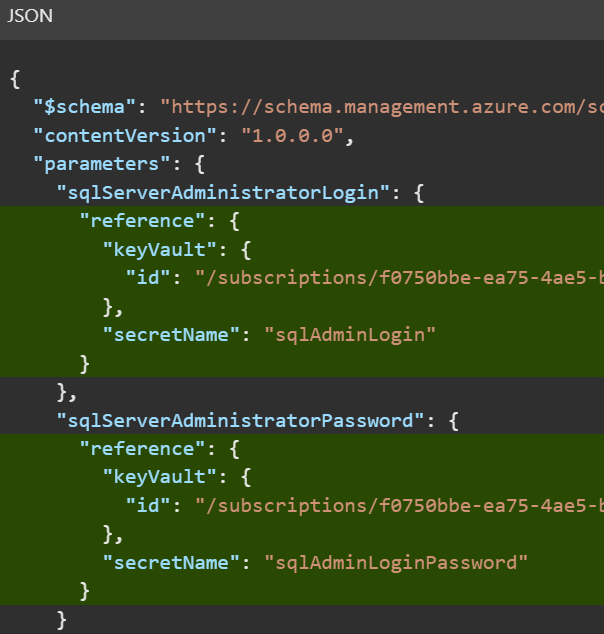 JSON
{
"$schema": "https://schema.management.azure.com/sc
"contentVersion": "1.0.0.0",
"parameters": {
"sqlServerAdministratorLogin": {
"reference": {
"keyVault": {
"id": "/subscriptions/f0750bbe-ea75-4ae5-b
},
"secretName": "sqlAdminLogin"
}
},
"sqlServerAdministratorPassword": {
"reference": {
"keyVault": {
"id": "/subscriptions/f0750bbe-ea75-4ae5-b
},
"secretName": "sqlAdminLoginPassword"
}
}